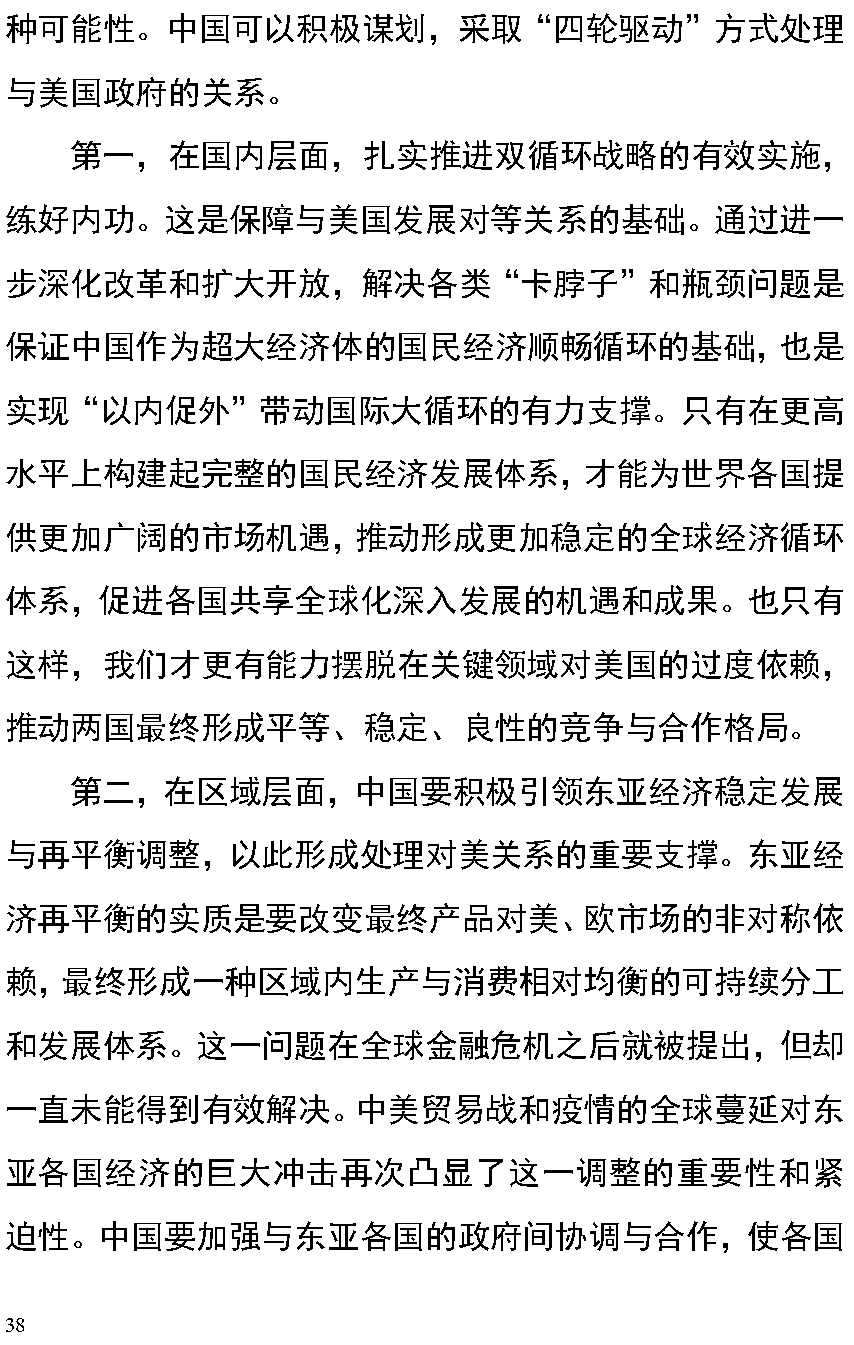 种可能性。中国可以积极谋划，采取“四轮驱动”方式处理
与美国政府的关系。
第一，在国内层面，扎实推进双循环战略的有效实施，
练好内功。这是保障与美国发展对等关系的基础。通过进一
步深化改革和扩大开放，解决各类“卡脖子”和瓶颈问题是
保证中国作为超大经济体的国民经济顺畅循环的基础，也是
实现“以内促外”带动国际大循环的有力支撑。只有在更高
水平上构建起完整的国民经济发展体系，才能为世界各国提
供更加广阔的市场机遇，推动形成更加稳定的全球经济循环
体系，促进各国共享全球化深入发展的机遇和成果。也只有
这样，我们才更有能力摆脱在关键领域对美国的过度依赖，
推动两国最终形成平等、稳定、良性的竞争与合作格局。
第二，在区域层面，中国要积极引领东亚经济稳定发展
与再平衡调整，以此形成处理对美关系的重要支撑。东亚经
济再平衡的实质是要改变最终产品对美、欧市场的非对称依
赖，最终形成一种区域内生产与消费相对均衡的可持续分工
和发展体系。这一问题在全球金融危机之后就被提出，但却
一直未能得到有效解决。中美贸易战和疫情的全球蔓延对东
亚各国经济的巨大冲击再次凸显了这一调整的重要性和紧
迫性。中国要加强与东亚各国的政府间协调与合作，使各国
38